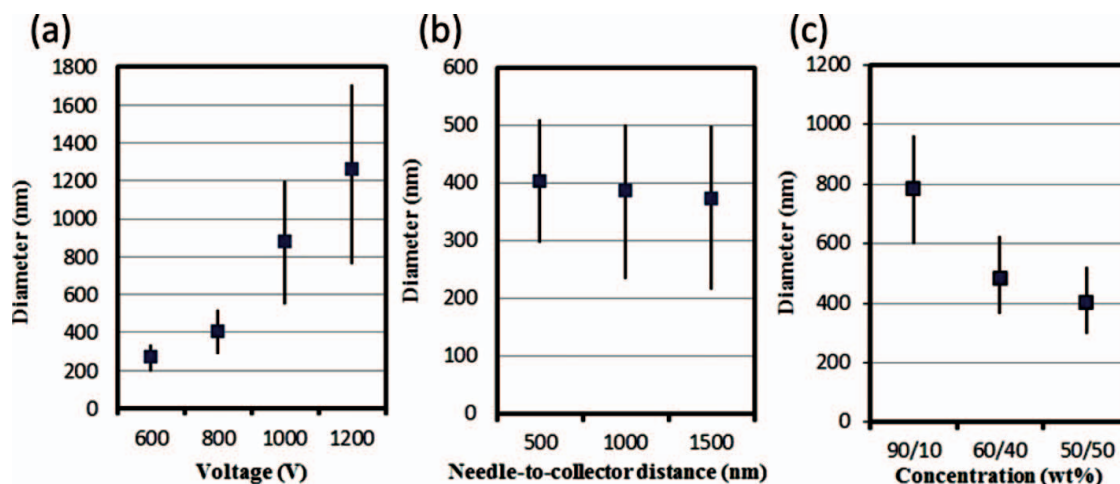 (a)
1800
1600
1400
1200
1000
800
600
400
200
0
Diameter (nm)
600 800 1000 1200
Voltage (V)
(b)
600
500
400
300
200
100
0
Diameter (nm)
500 1000 1500
Needle-to-collector distance (nm)
(c)
1200
1000
800
600
400
200
0
Diameter (nm)
90/10 60/40 50/50
Concentration (wt%)